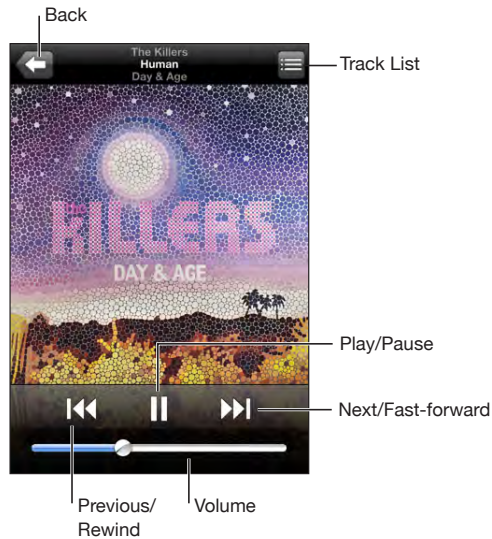 Back
The Killers
Human
Day & Age
Track List
the
KILLERS
DAY & AGE
Play/Pause
Next/Fast-forward
Previous/
Rewind
Volume